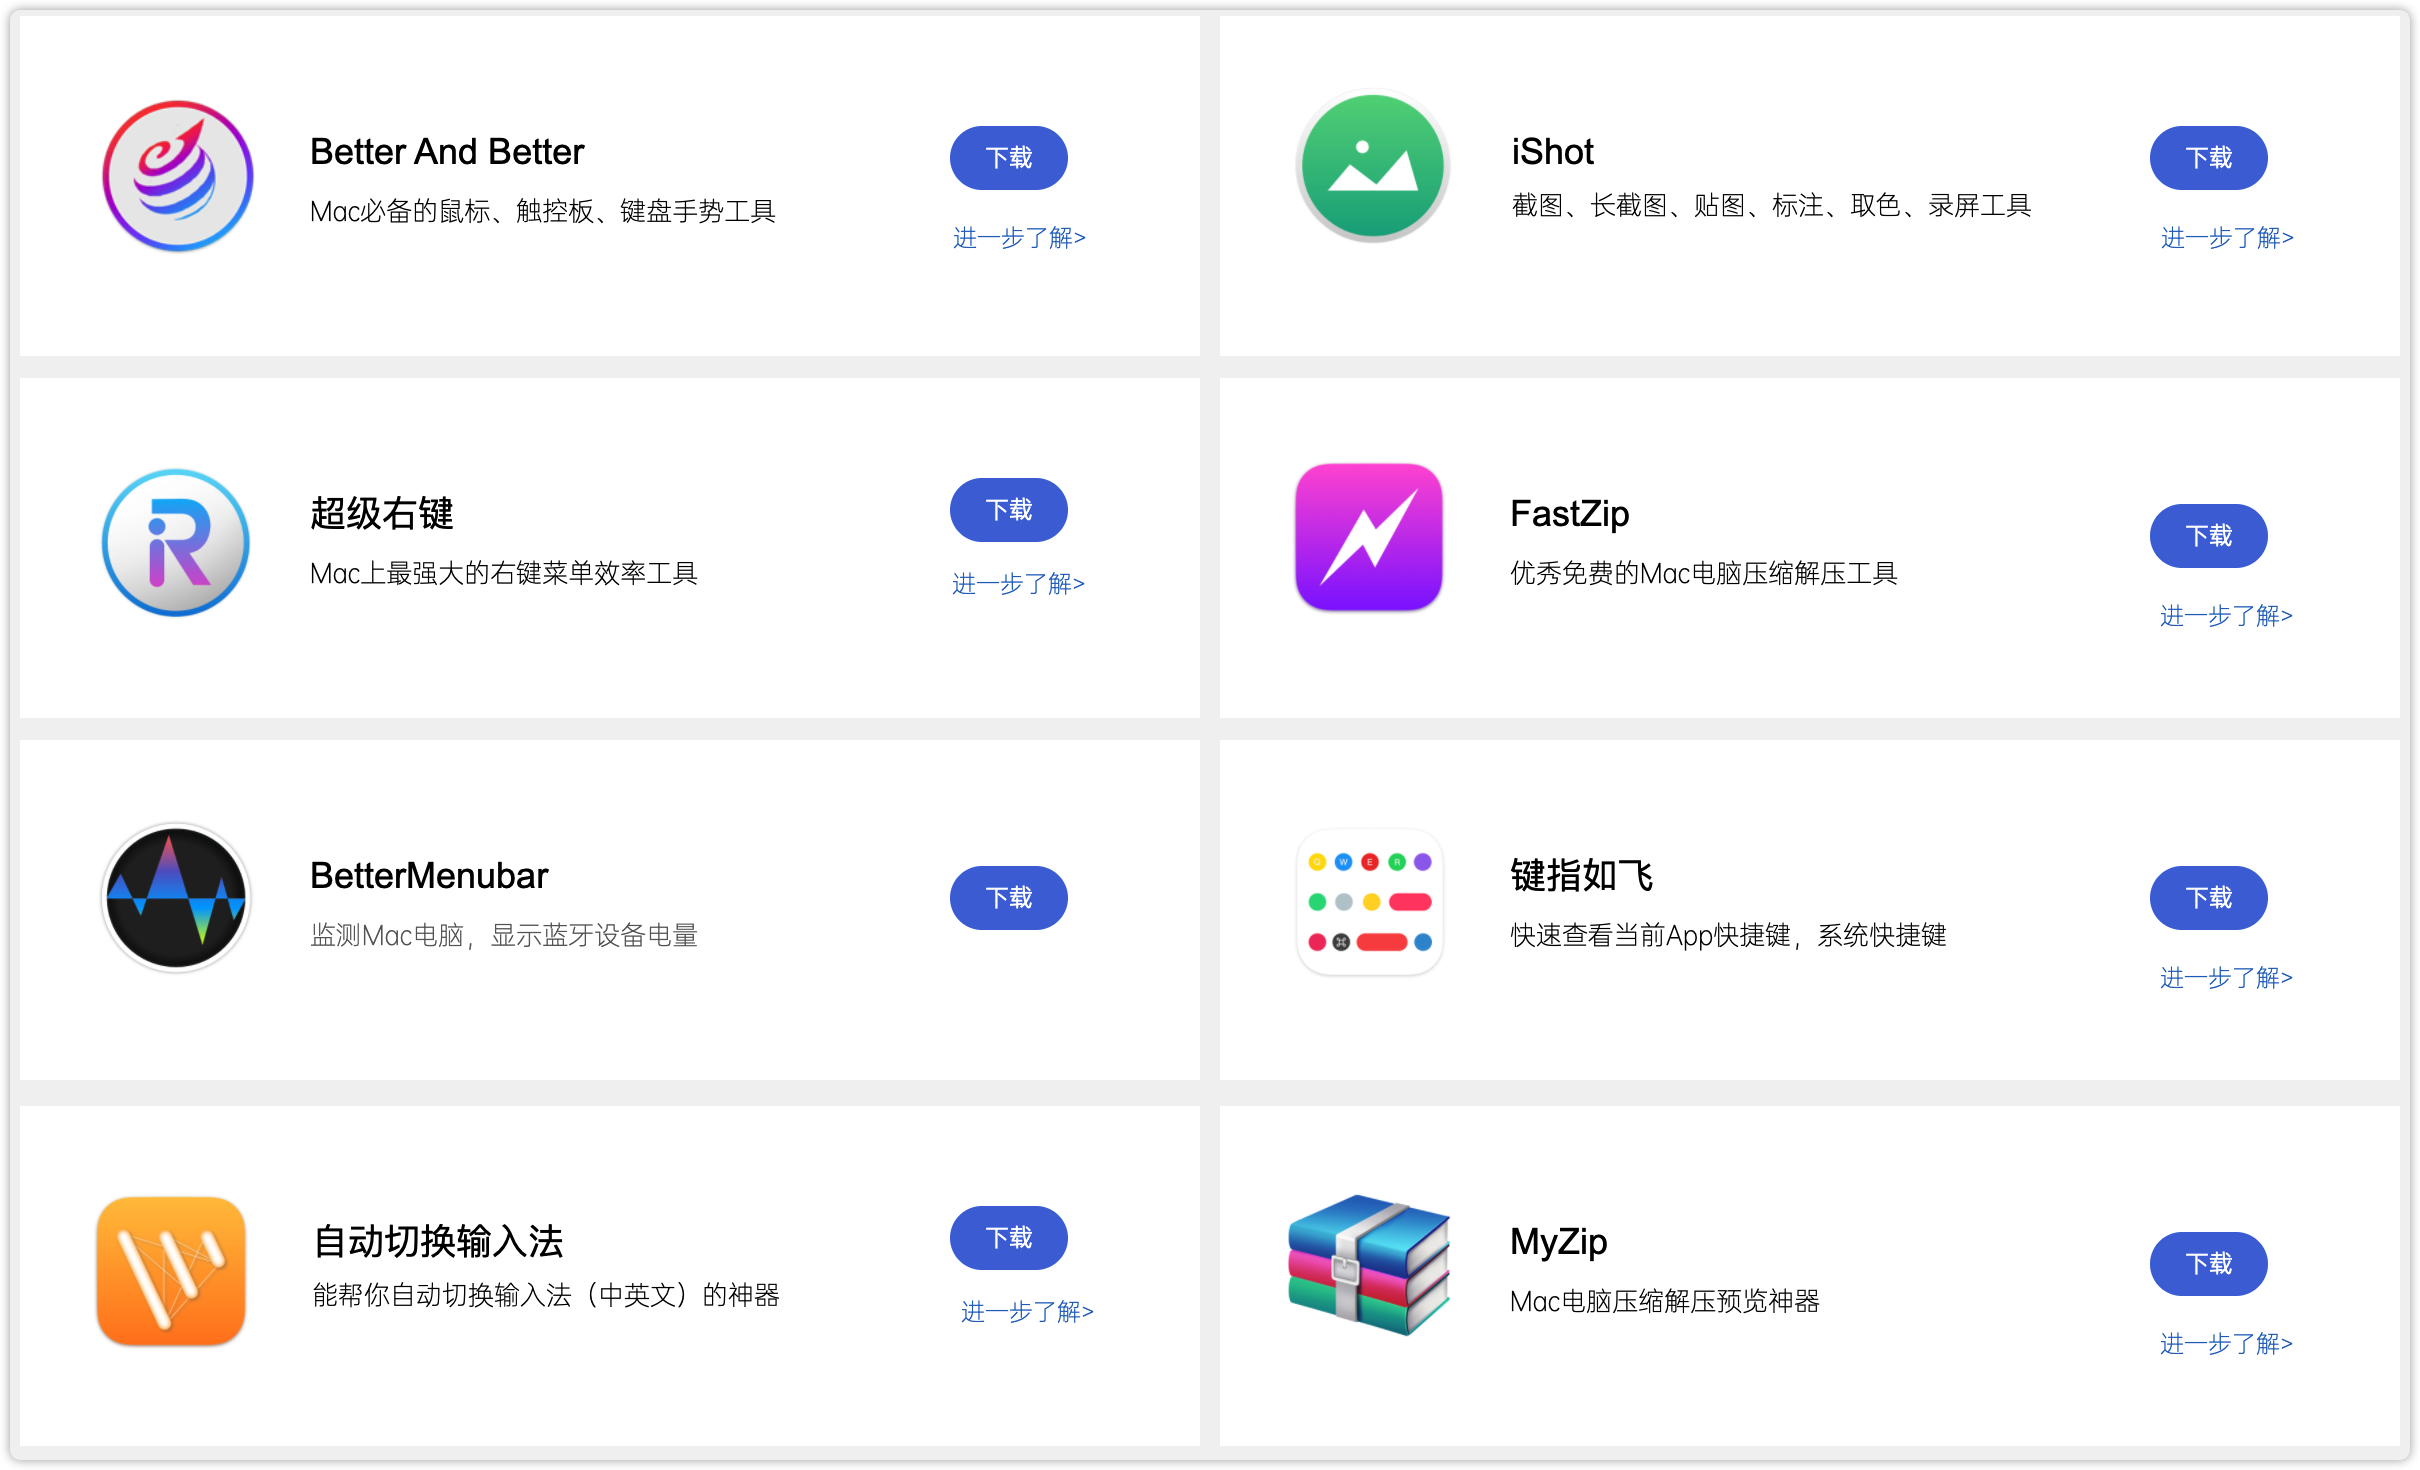 Better And Better
Mac必备的鼠标、触控板、键盘手势工具
下载
进一步了解>
iShot
截图、长截图、贴图、标注、取色、录屏工具
下载
进一步了解>
超级右键
Mac上最强大的右键菜单效率工具
下载
进一步了解>
FastZip
优秀免费的Mac电脑压缩解压工具
下载
进一步了解>
BetterMenubar
监测Mac电脑，显示蓝牙设备电量
下载
Q W E R
键指如飞
快速查看当前App快捷键，系统快捷键
下载
进一步了解>
自动切换输入法
能帮你自动切换输入法（中英文）的神器
下载
进一步了解>
MyZip
Mac电脑压缩解压预览神器
下载
进一步了解>